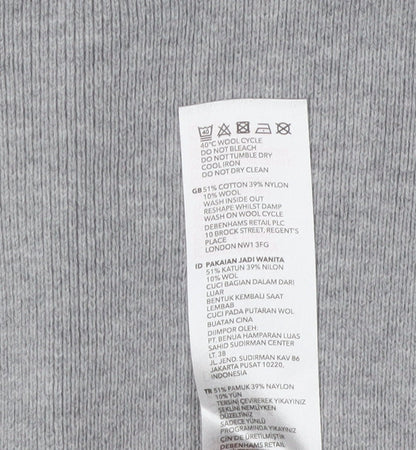 40
40°C WOOL CYCLE
DO NOT BLEACH
DO NOT TUMBLE DRY
COOL IRON
DO NOT DRY CLEAN
GB 51% COTTON 39% NYLON
10% WOOL
WASH INSIDE OUT
RESHAPE WHILST DAMP
WASH ON WOOL CYCLE
DEBENHAMS RETAIL PLC
10 BROCK STREET, REGENT'S
PLACE
LONDON NW1 3FG
ID PAKAIAN JADI WANITA
51% KATUN 39% NILON
10% WOL
CUCI BAGIAN DALAM DARI
LUAR
BENTUK KEMBALI SAAT
LEMBAB
CUCI PADA PUTARAN WOL
BUATAN CINA
DIIMPOR OLEH:
PT. BENUA HAMPARAN LUAS
SAHID SUDIRMAN CENTER
LT. 38
JL. JEND. SUDIRMAN KAV 86
JAKARTA PUSAT 10220,
INDONESIA
TR 51% PAMUK 39% NAYLON
10% YÜN
TERSİNİ ÇEVİREREK YIKAYINIZ
ŞEKLİNİ NEMLİYKEN
DÜZELTİNİZ
SADECE YÜNLÜ
PROGRAMINDA YIKAYINIZ
ÇİN'DE ÜRETİLMİŞTİR
DEBENHAMS RETAIL